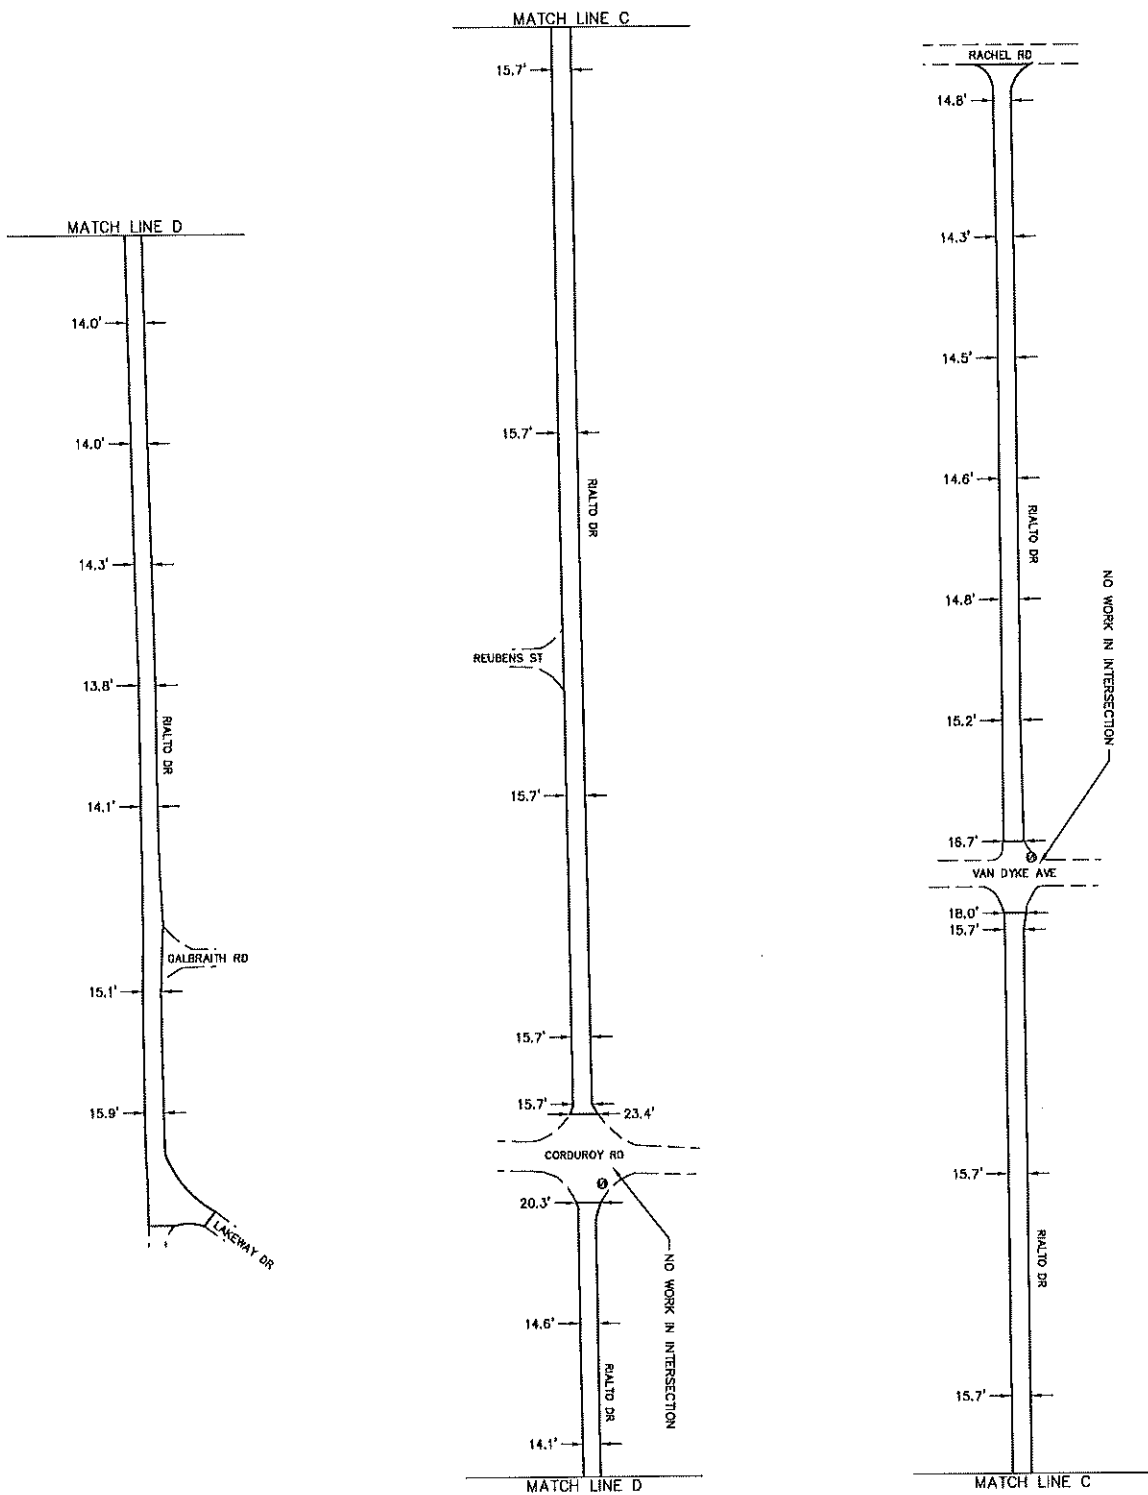 MATCH LINE D
14.0'
14.0'
14.3'
13.8'
RIALTO DR
14.1'
GALBRAITH RD
15.1'
15.9'
LAKEWAY DR
MATCH LINE C
15.7'
15.7'
RIALTO DR
REUBENS ST
15.7'
15.7'
15.7'
23.4'
CORDUROY RD
20.3'
NO WORK IN INTERSECTION
14.6'
RIALTO DR
14.1'
MATCH LINE D
RACHEL RD
14.8'
14.3'
14.5'
14.6'
RIALTO DR
14.8'
NO WORK IN INTERSECTION
15.2'
16.7'
VAN DYKE AVE
18.0'
15.7'
15.7'
RIALTO DR
15.7'
MATCH LINE C